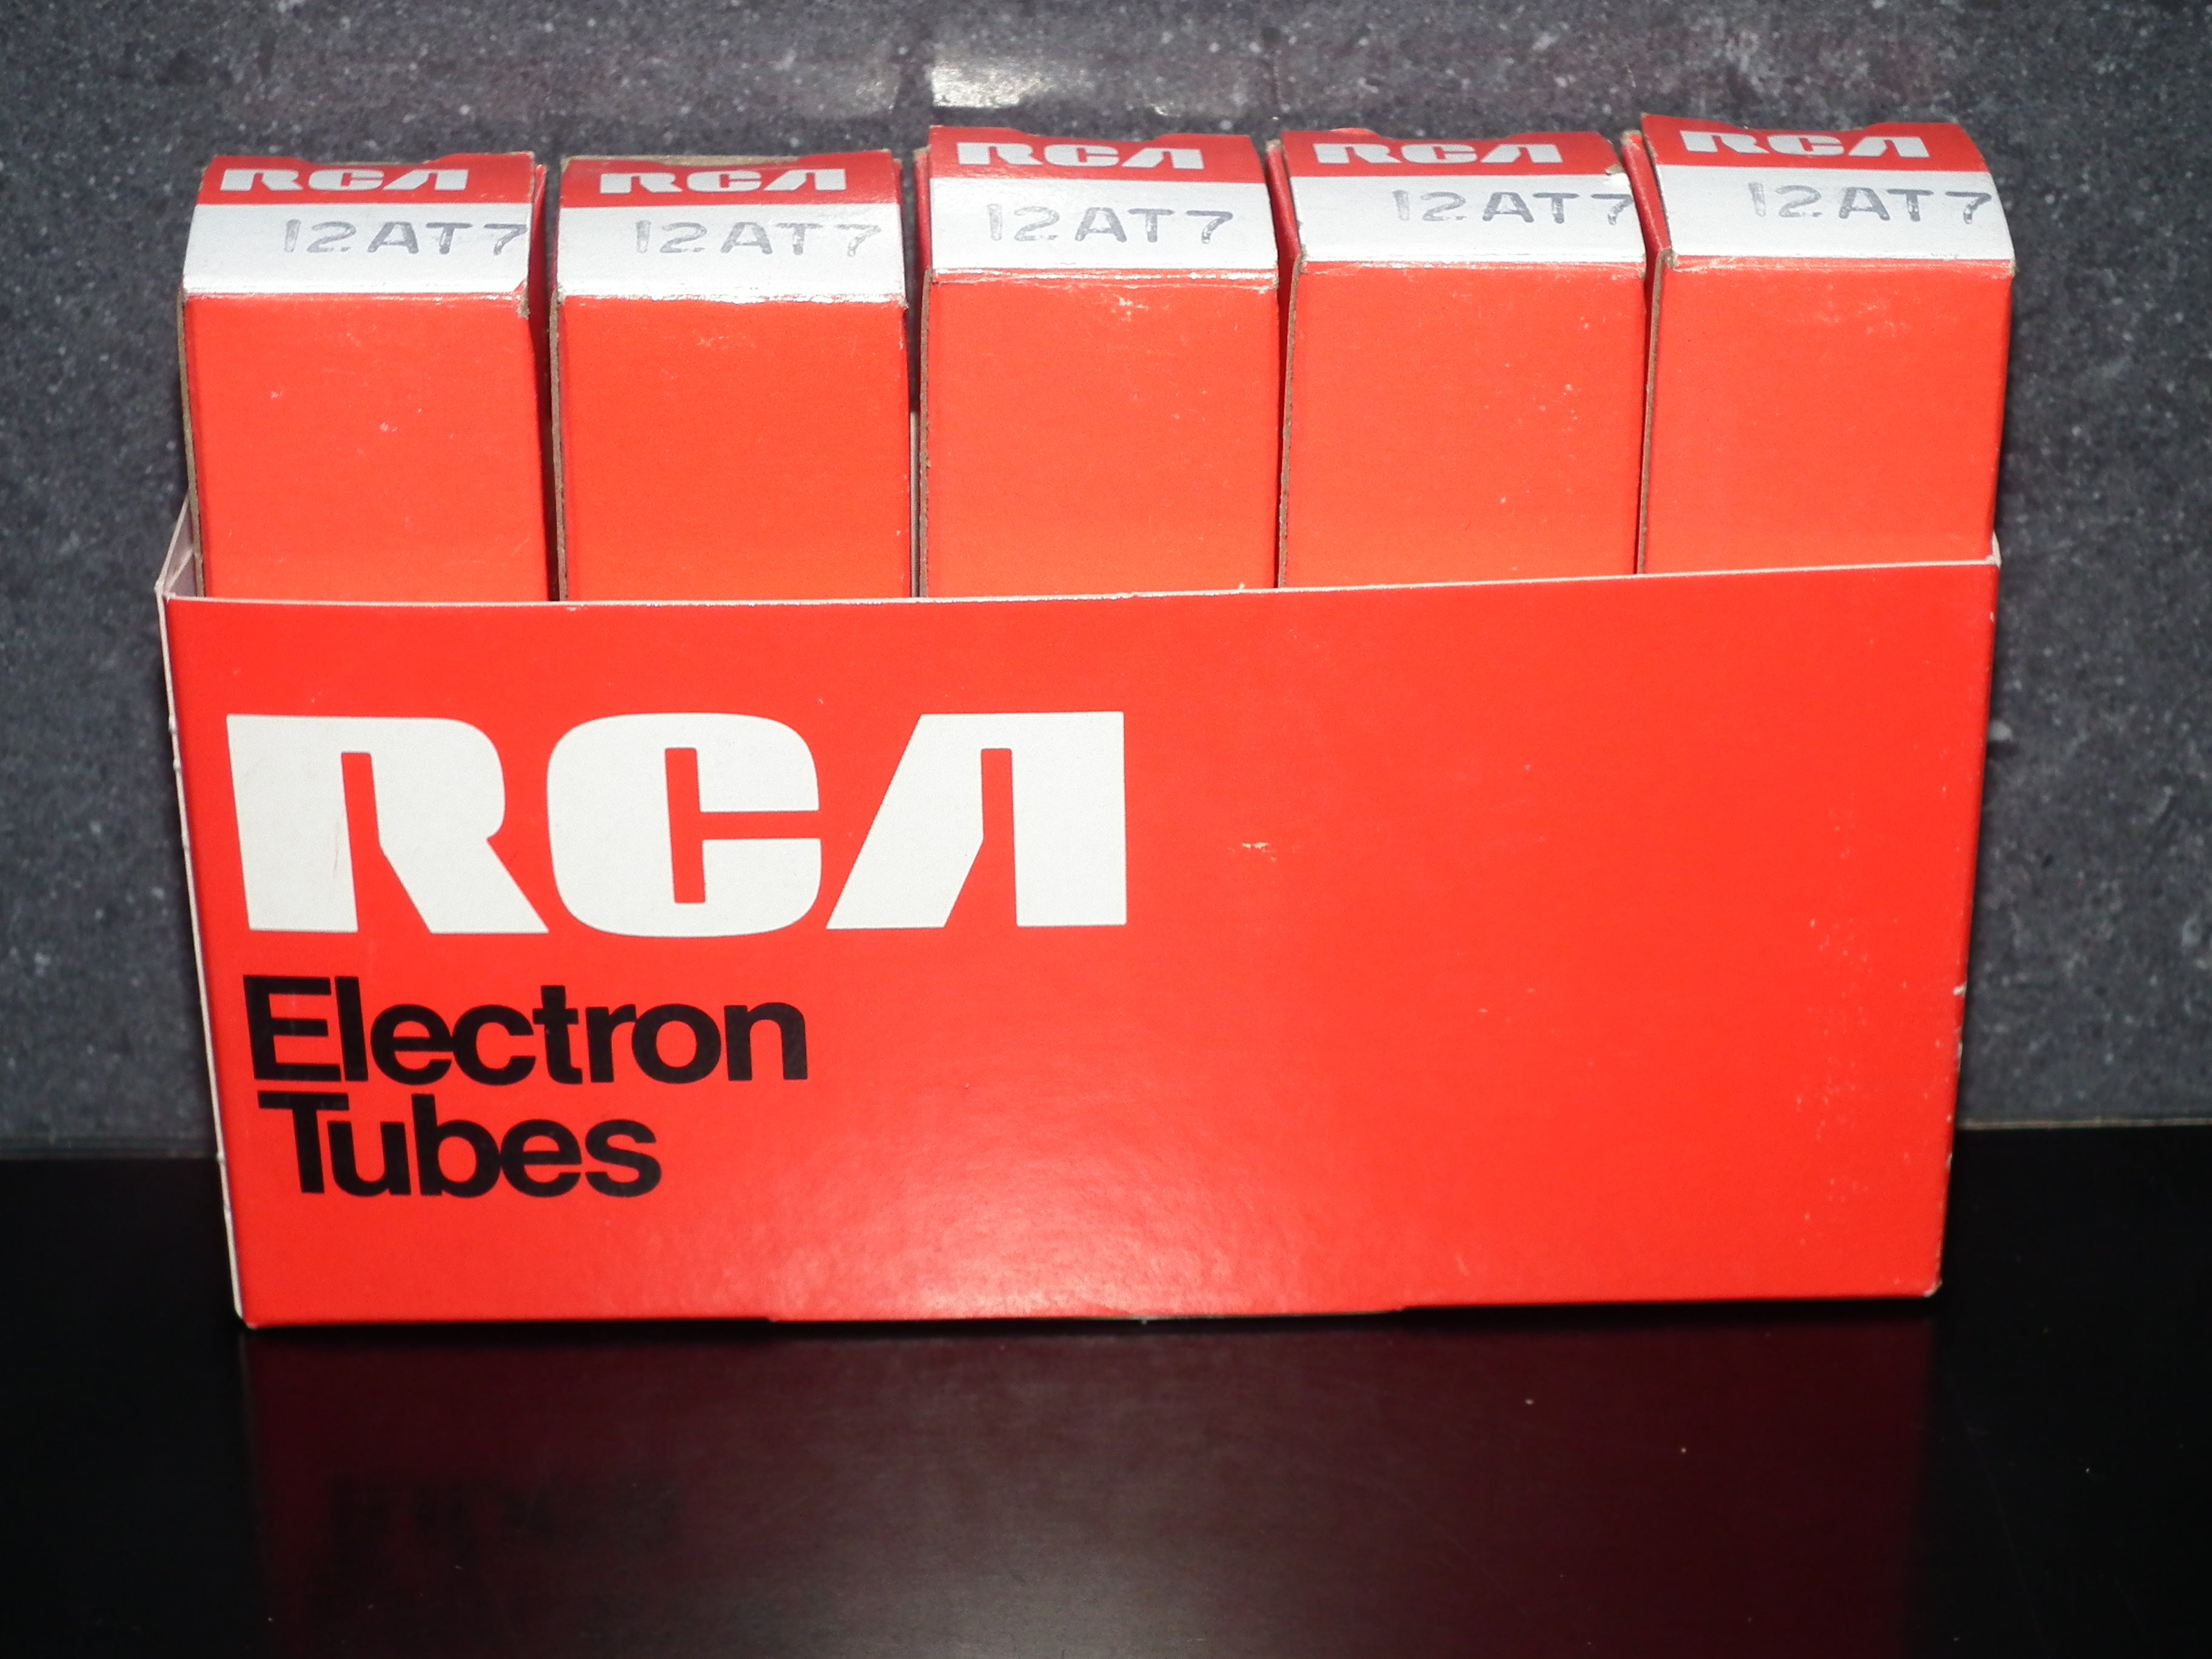 RCA
12AT7
RCA
12AT7
RCA
12AT7
RCA
12AT7
RCA
12AT7
RCA
Electron
Tubes